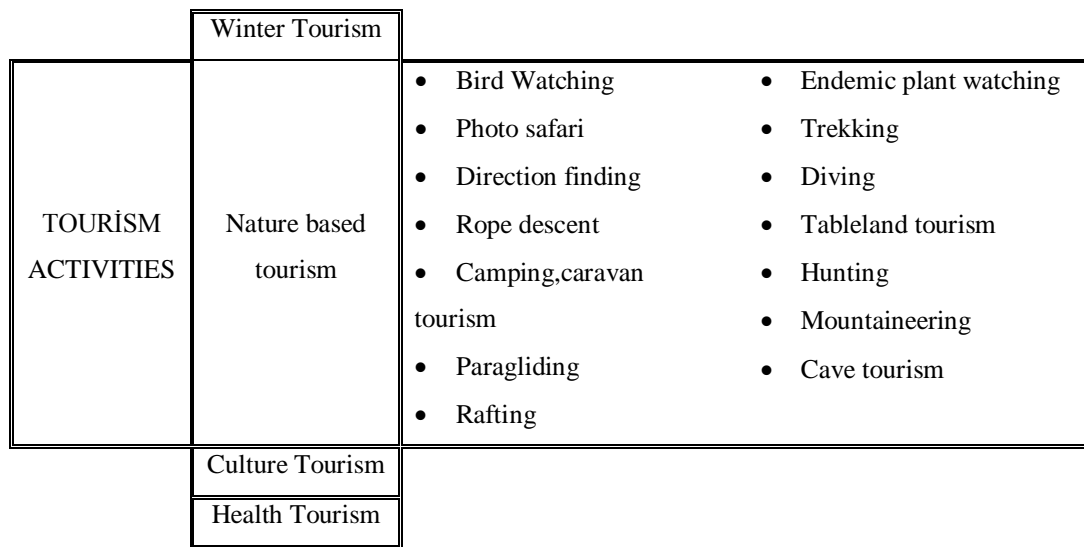 Winter Tourism
TOURİSM
ACTIVITIES
Nature based
tourism
• Bird Watching
• Photo safari
• Direction finding
• Rope descent
• Camping,caravan
tourism
• Paragliding
• Rafting
• Endemic plant watching
• Trekking
• Diving
• Tableland tourism
• Hunting
• Mountaineering
• Cave tourism
Culture Tourism
Health Tourism